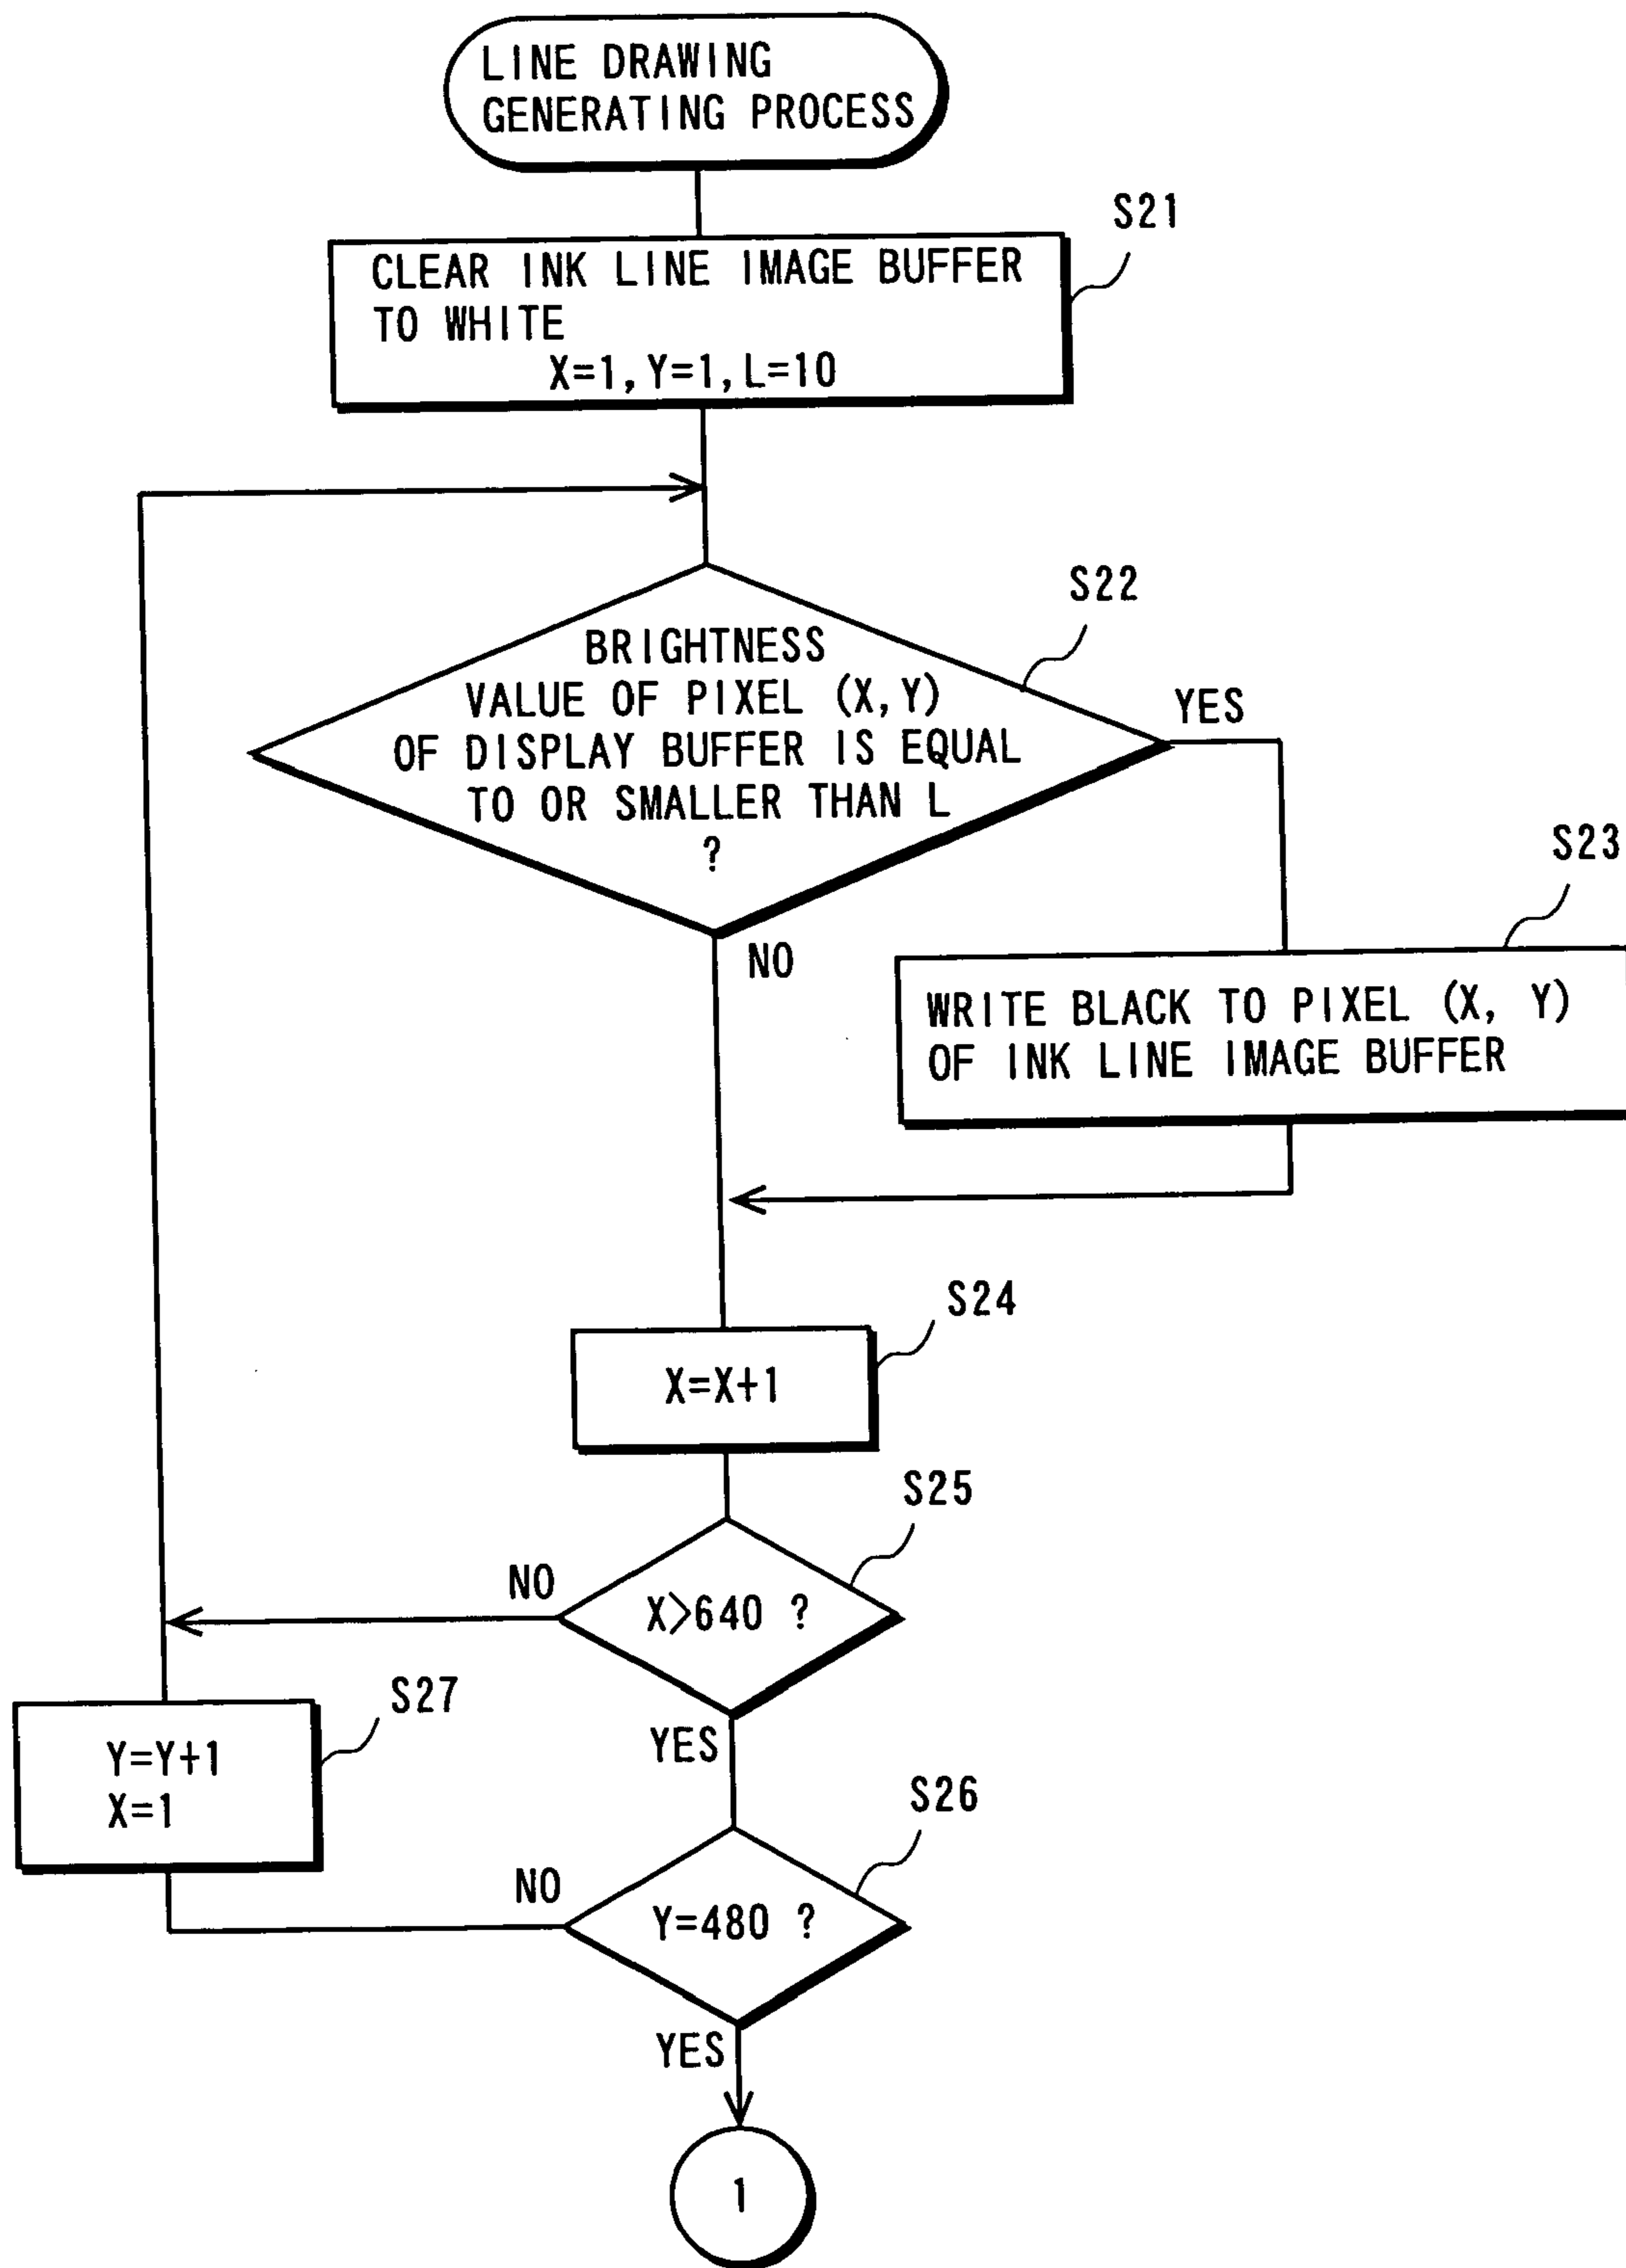 LINE DRAWING
GENERATING PROCESS
S21
CLEAR INK LINE IMAGE BUFFER
TO WHITE
X=1, Y=1, L=10
S22
BRIGHTNESS
VALUE OF PIXEL (X, Y)
OF DISPLAY BUFFER IS EQUAL
TO OR SMALLER THAN L
?
YES
NO
S23
WRITE BLACK TO PIXEL (X, Y)
OF INK LINE IMAGE BUFFER
S24
X=X+1
S25
NO
X>640 ?
YES
S27
Y=Y+1
X=1
S26
NO
Y=480 ?
YES
1